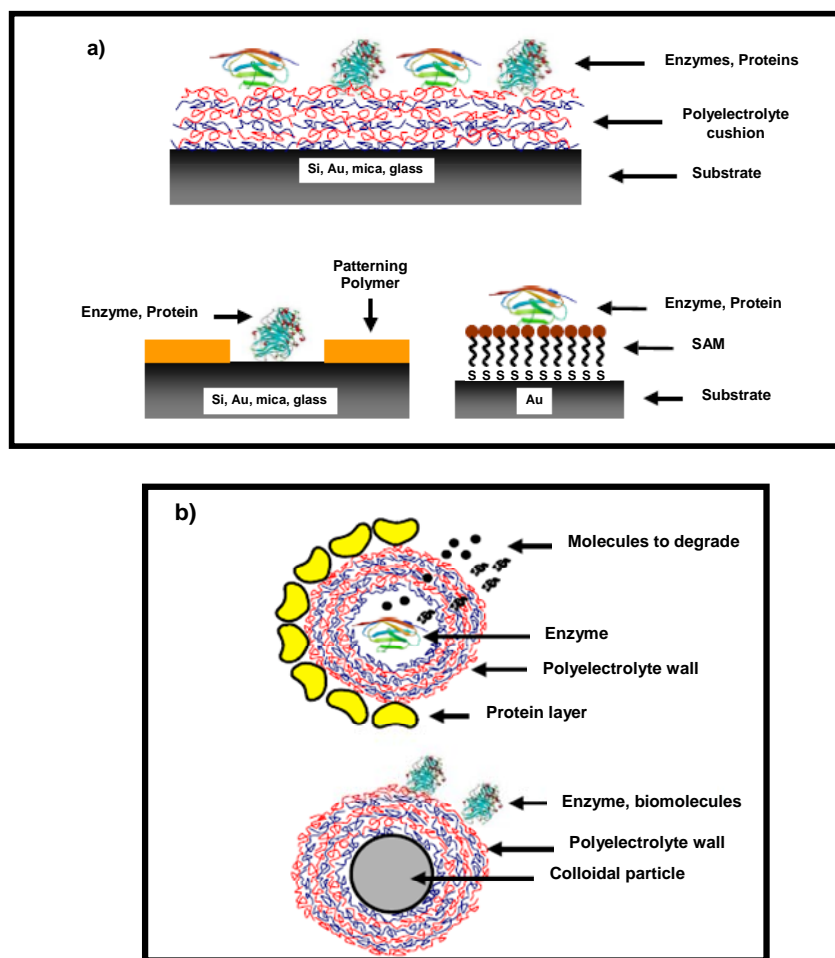 a)
Enzymes, Proteins
Polyelectrolyte
cushion
Si, Au, mica, glass
Substrate
Patterning
Polymer
Enzyme, Protein
Si, Au, mica, glass
Enzyme, Protein
SAM
S S S S S S S S S
Au
Substrate
b)
Molecules to degrade
Enzyme
Polyelectrolyte wall
Protein layer
Enzyme, biomolecules
Polyelectrolyte wall
Colloidal particle